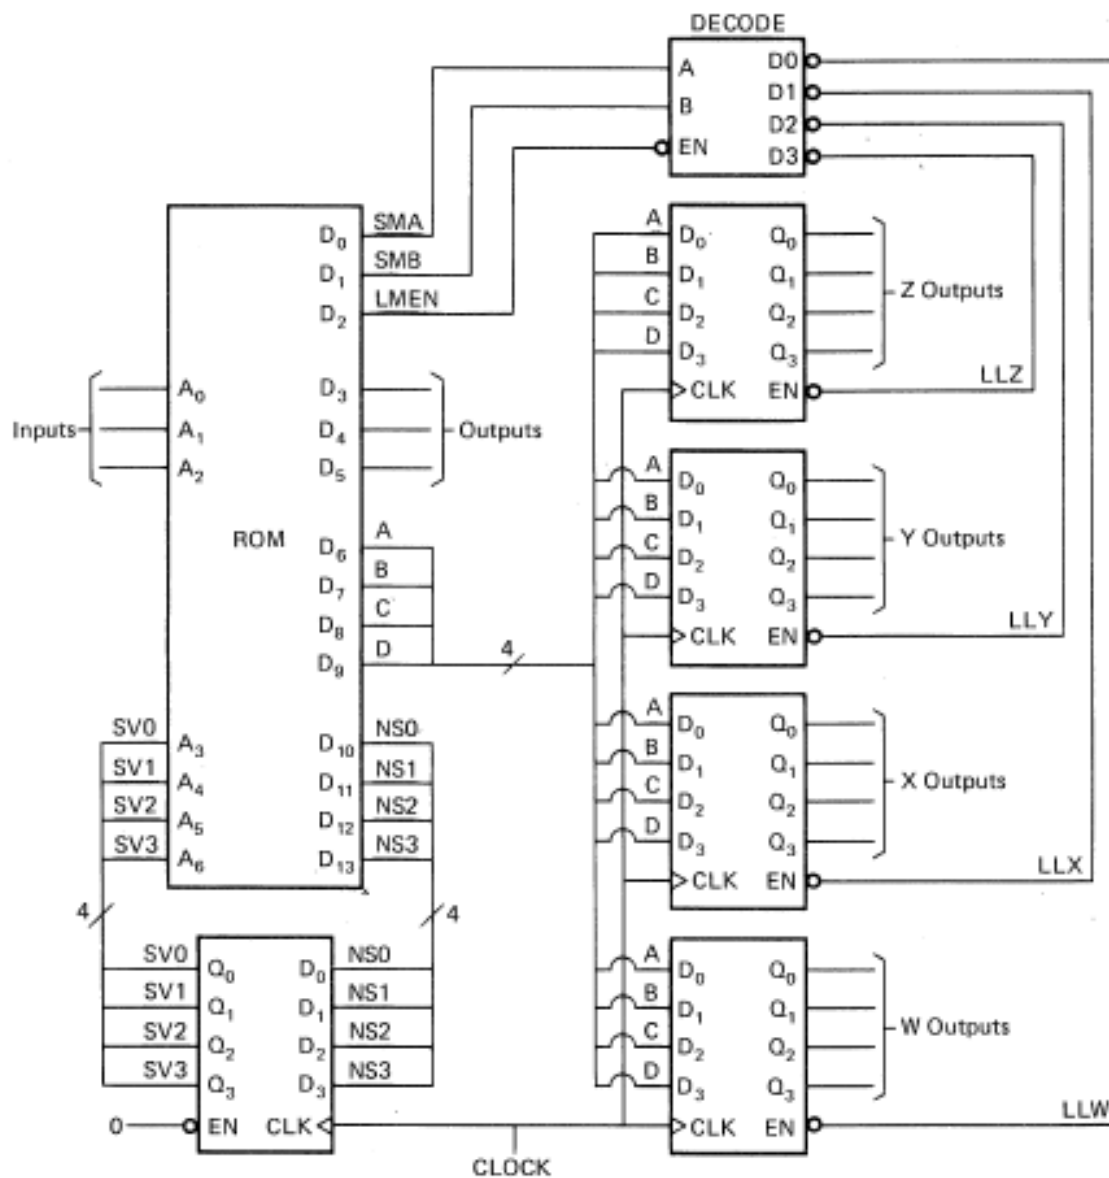 DECODE
A D0
B D1
EN D2
D3
SMA
SMB
LMEN
D₀
D₁
D₂
Inputs
A₀ D₃
A₁ D₄
A₂ D₅
Outputs
ROM
D₆ A
D₇ B
D₈ C
D₉ D
4
SV0 A₃ D₁₀ NS0
SV1 A₄ D₁₁ NS1
SV2 A₅ D₁₂ NS2
SV3 A₆ D₁₃ NS3
4 4
SV0 Q₀ D₀ NS0
SV1 Q₁ D₁ NS1
SV2 Q₂ D₂ NS2
SV3 Q₃ D₃ NS3
0 EN CLK
CLOCK
A D₀ Q₀
B D₁ Q₁
C D₂ Q₂
D D₃ Q₃
CLK EN
Z Outputs
LLZ
A D₀ Q₀
B D₁ Q₁
C D₂ Q₂
D D₃ Q₃
CLK EN
Y Outputs
LLY
A D₀ Q₀
B D₁ Q₁
C D₂ Q₂
D D₃ Q₃
CLK EN
X Outputs
LLX
A D₀ Q₀
B D₁ Q₁
C D₂ Q₂
D D₃ Q₃
CLK EN
W Outputs
LLW